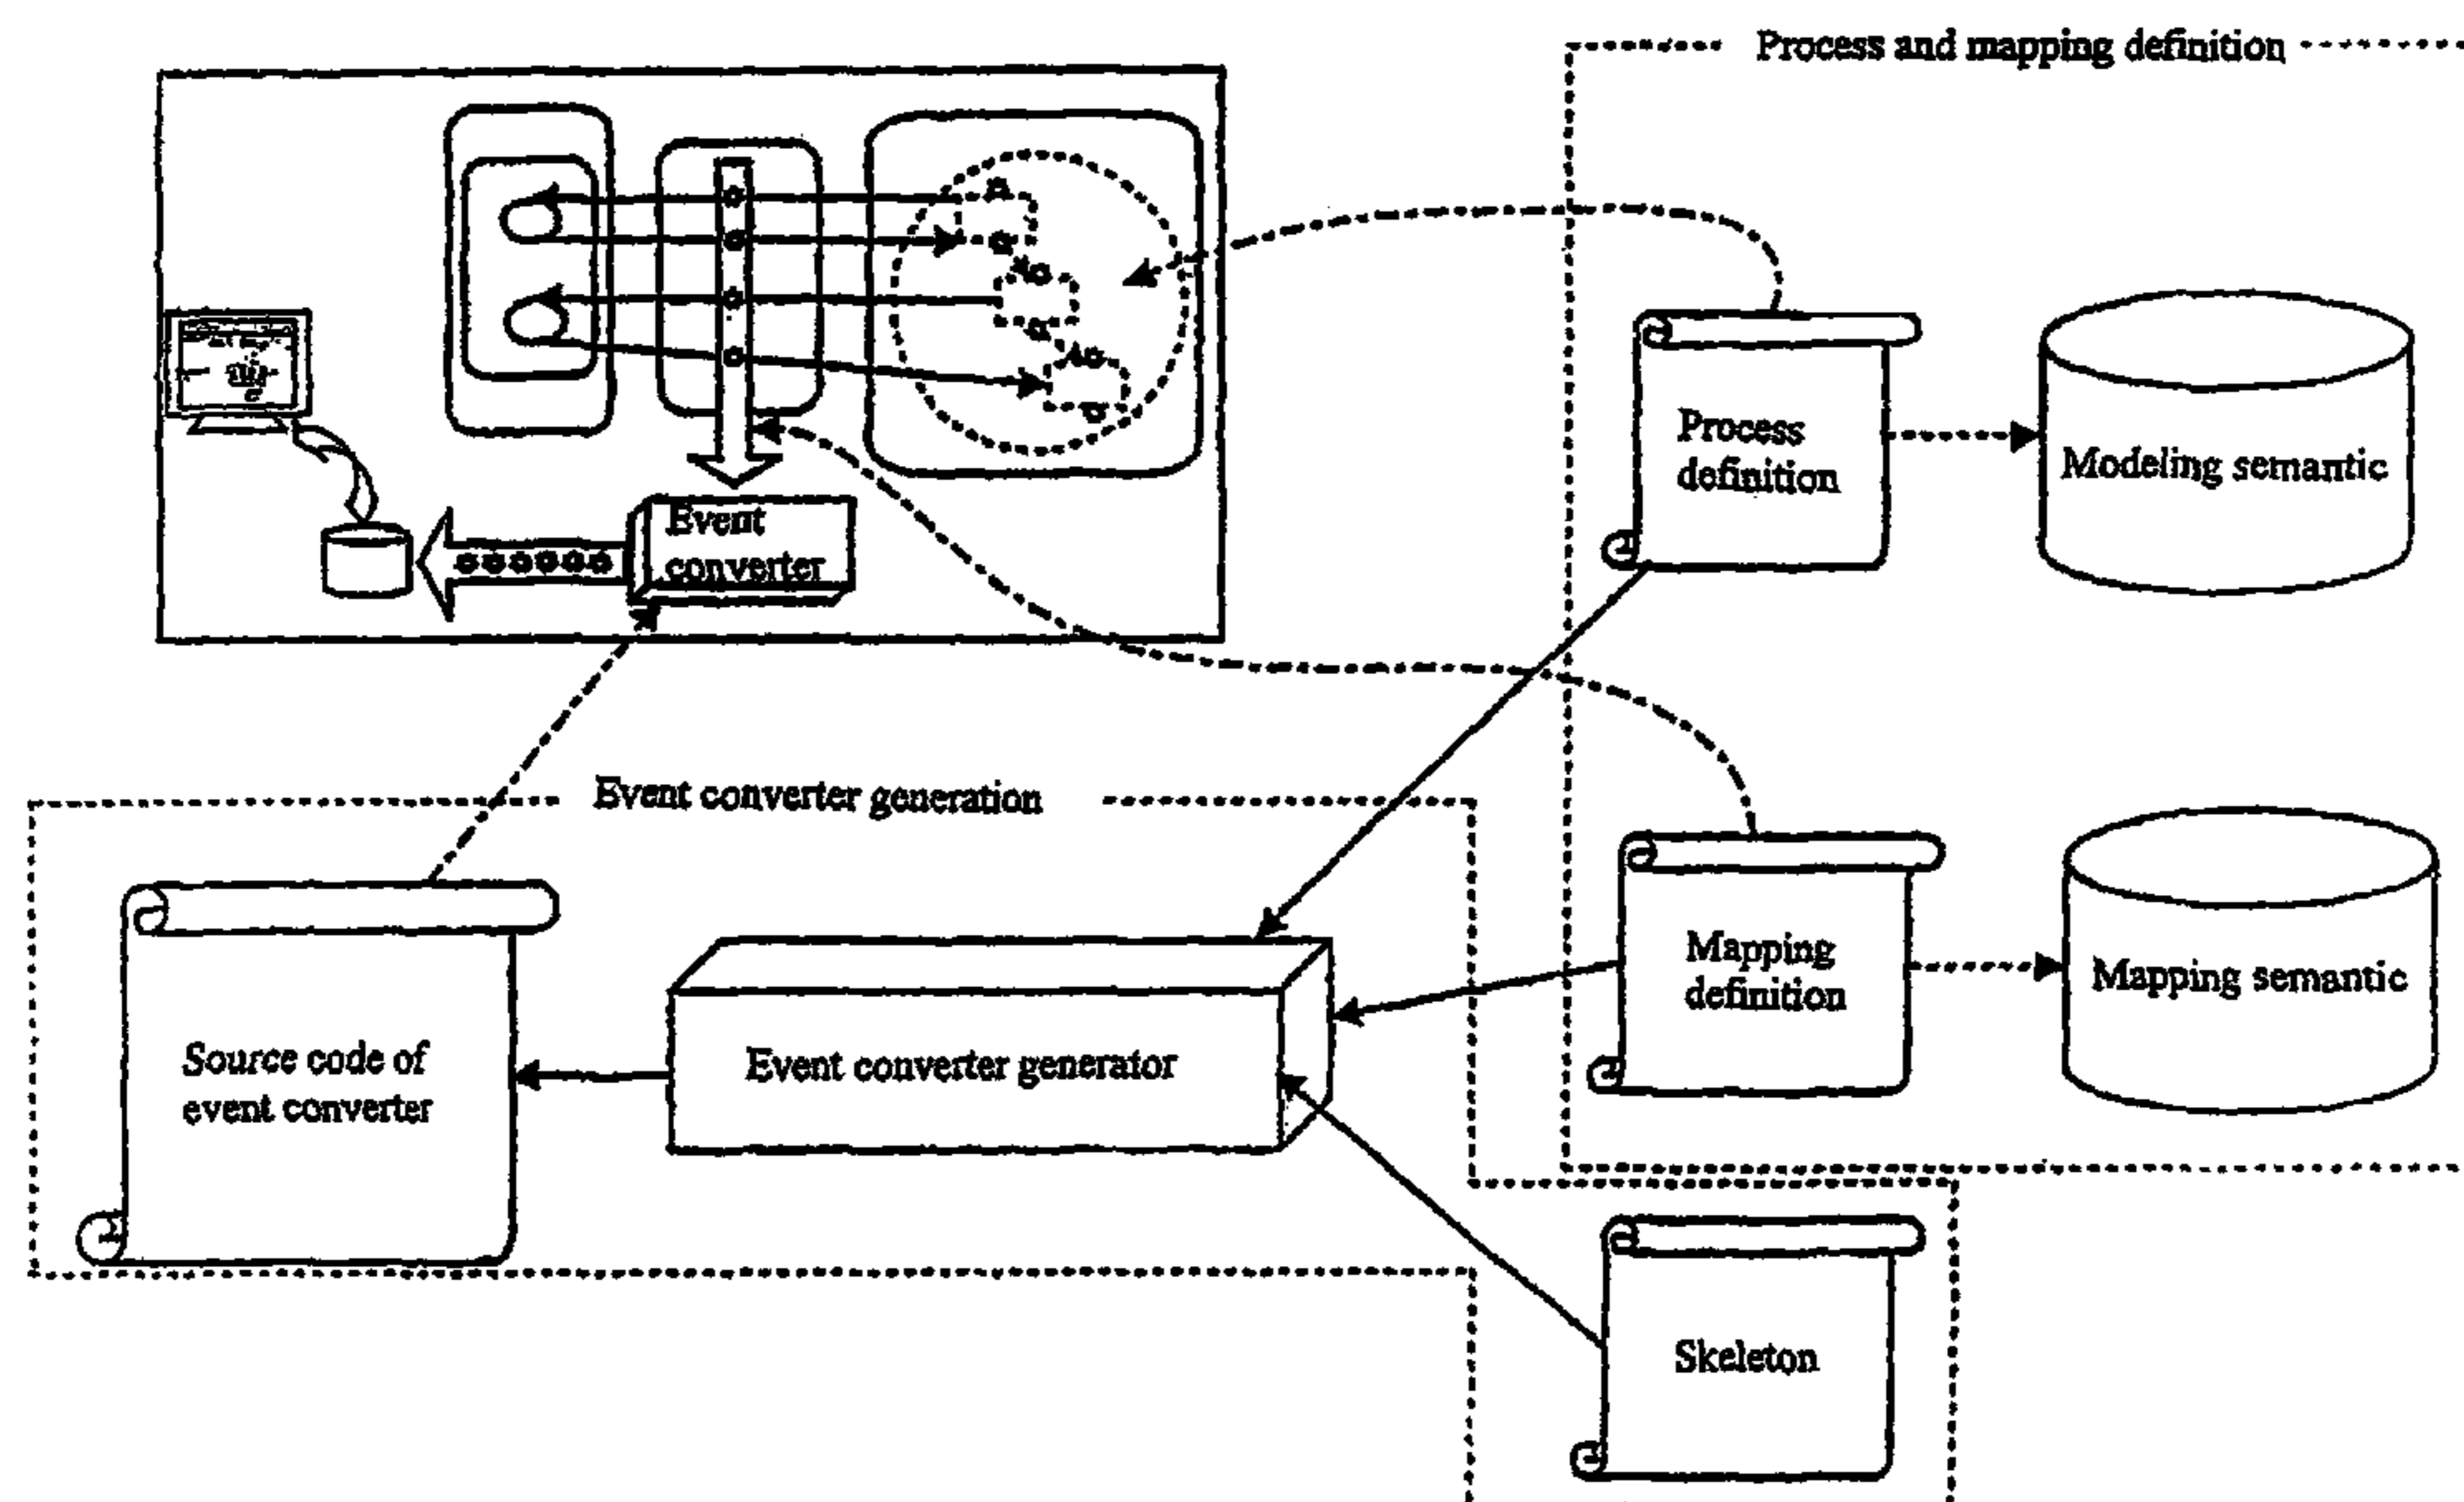 Process and mapping definition
Event
converter
Process
definition
Modeling semantic
Event converter generation
Mapping
definition
Mapping semantic
Source code of
event converter
Event converter generator
Skeleton